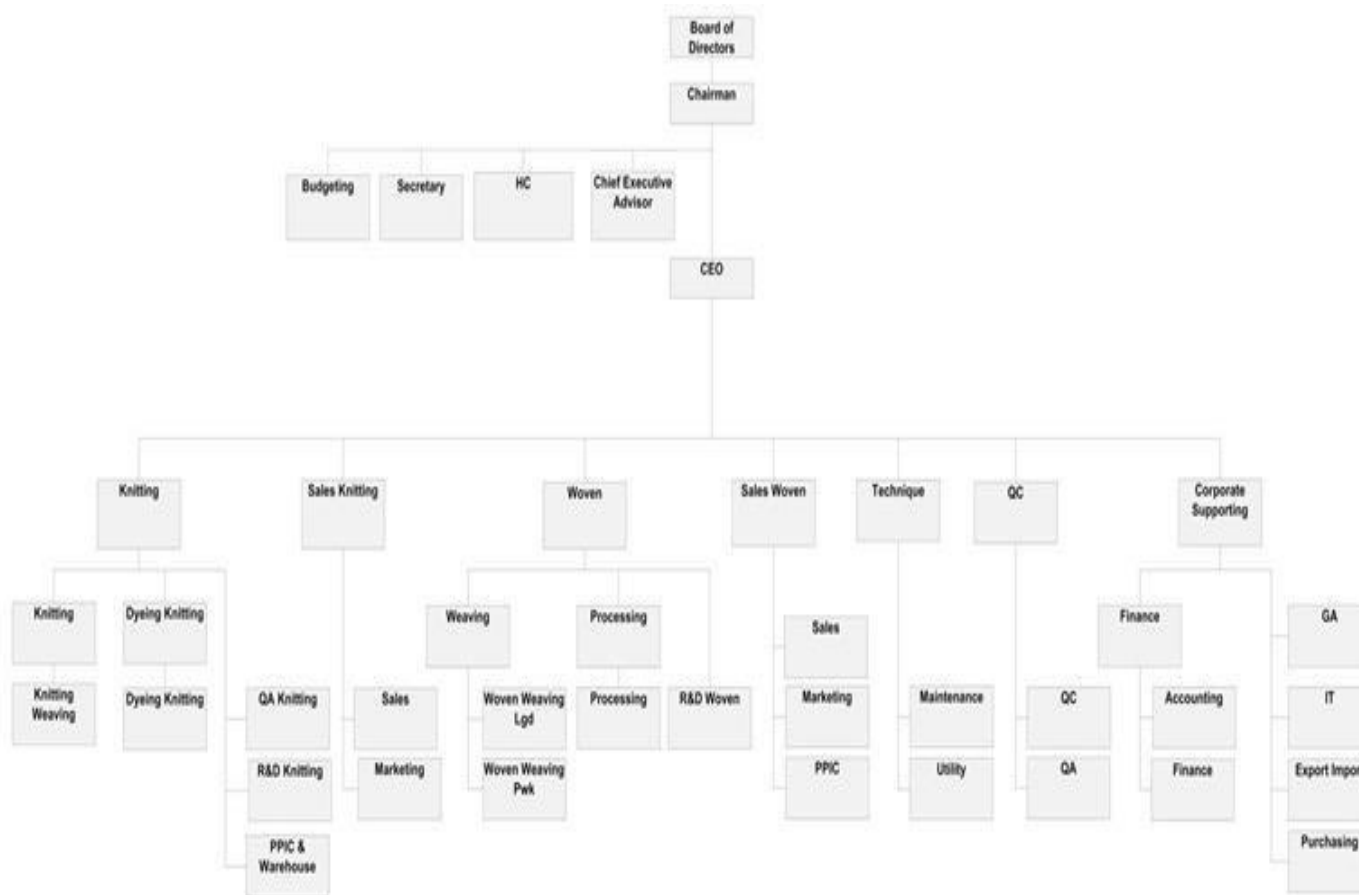 Board of
Directors
Chairman
Budgeting
Secretary
HC
Chief Executive
Advisor
CEO
Knitting
Sales Knitting
Woven
Sales Woven
Technique
QC
Corporate
Supporting
Knitting
Dyeing Knitting
Weaving
Processing
Sales
Finance
GA
Knitting
Weaving
Dyeing Knitting
QA Knitting
Sales
Woven Weaving
Lgd
Processing
R&D Woven
Marketing
Maintenance
QC
Accounting
IT
R&D Knitting
Marketing
Woven Weaving
Pwk
PPIC
Utility
QA
Finance
Export Impor
PPIC &
Warehouse
Purchasing